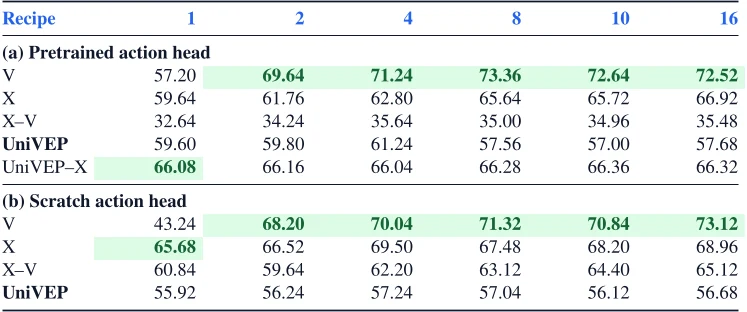 Recipe 1 2 4 8 10 16
(a) Pretrained action head
V 57.20 69.64 71.24 73.36 72.64 72.52
X 59.64 61.76 62.80 65.64 65.72 66.92
X–V 32.64 34.24 35.64 35.00 34.96 35.48
UniVEP 59.60 59.80 61.24 57.56 57.00 57.68
UniVEP–X 66.08 66.16 66.04 66.28 66.36 66.32
(b) Scratch action head
V 43.24 68.20 70.04 71.32 70.84 73.12
X 65.68 66.52 69.50 67.48 68.20 68.96
X–V 60.84 59.64 62.20 63.12 64.40 65.12
UniVEP 55.92 56.24 57.24 57.04 56.12 56.68